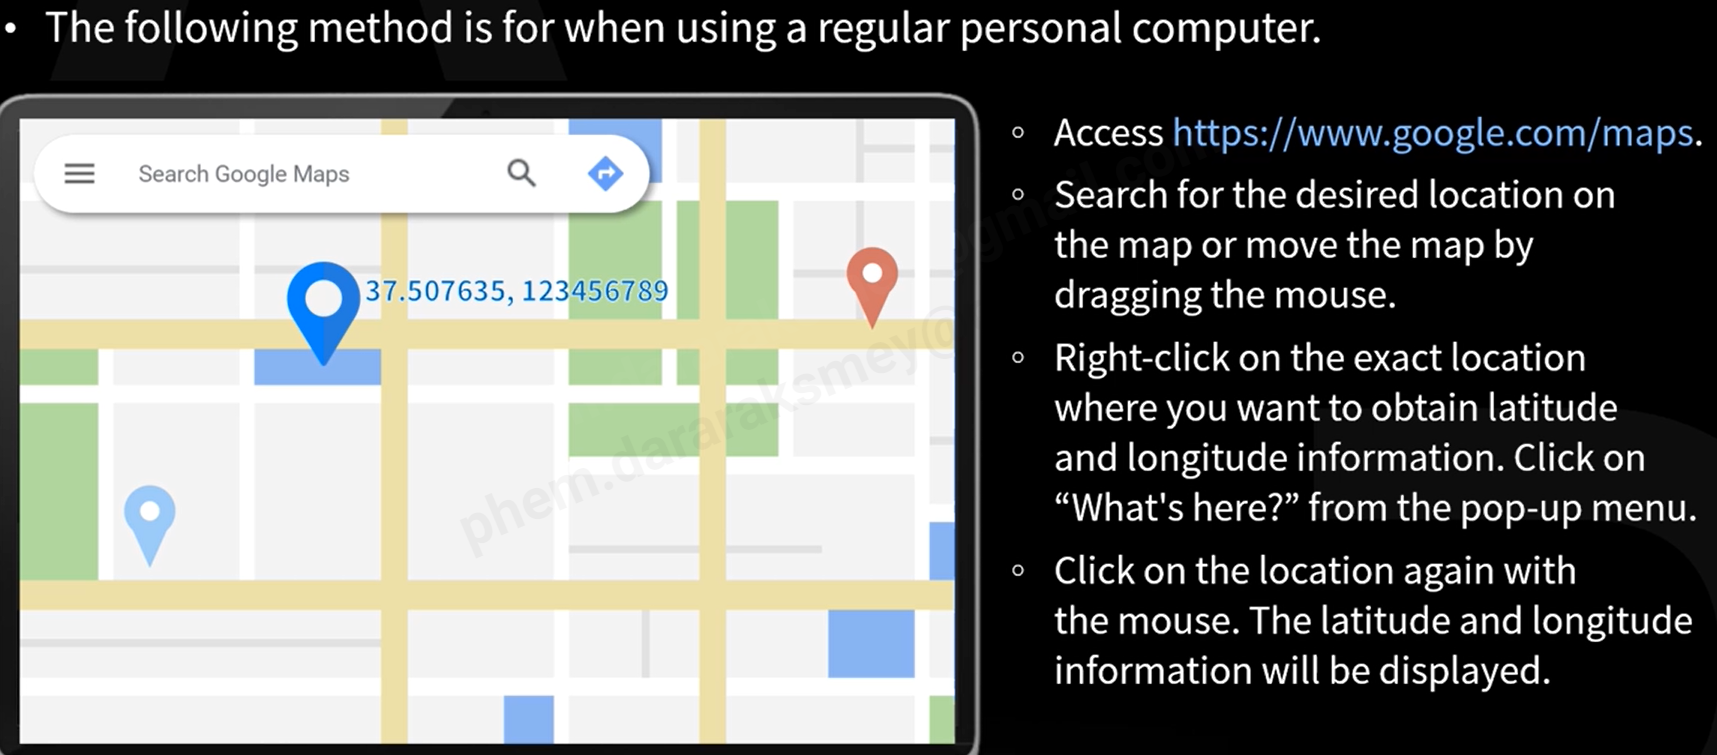 • The following method is for when using a regular personal computer.
Search Google Maps
37.507635, 123456789
phem.dararaksmey@gmail.com
◦ Access https://www.google.com/maps.
◦ Search for the desired location on
the map or move the map by
dragging the mouse.
◦ Right-click on the exact location
where you want to obtain latitude
and longitude information. Click on
“What's here?” from the pop-up menu.
◦ Click on the location again with
the mouse. The latitude and longitude
information will be displayed.